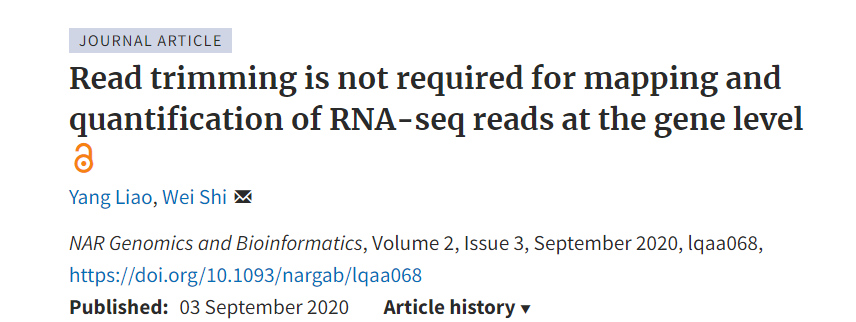 JOURNAL ARTICLE
Read trimming is not required for mapping and
quantification of RNA-seq reads at the gene level
Yang Liao, Wei Shi
NAR Genomics and Bioinformatics, Volume 2, Issue 3, September 2020, lqaa068,
https://doi.org/10.1093/nargab/lqaa068
Published: 03 September 2020 Article history ▾